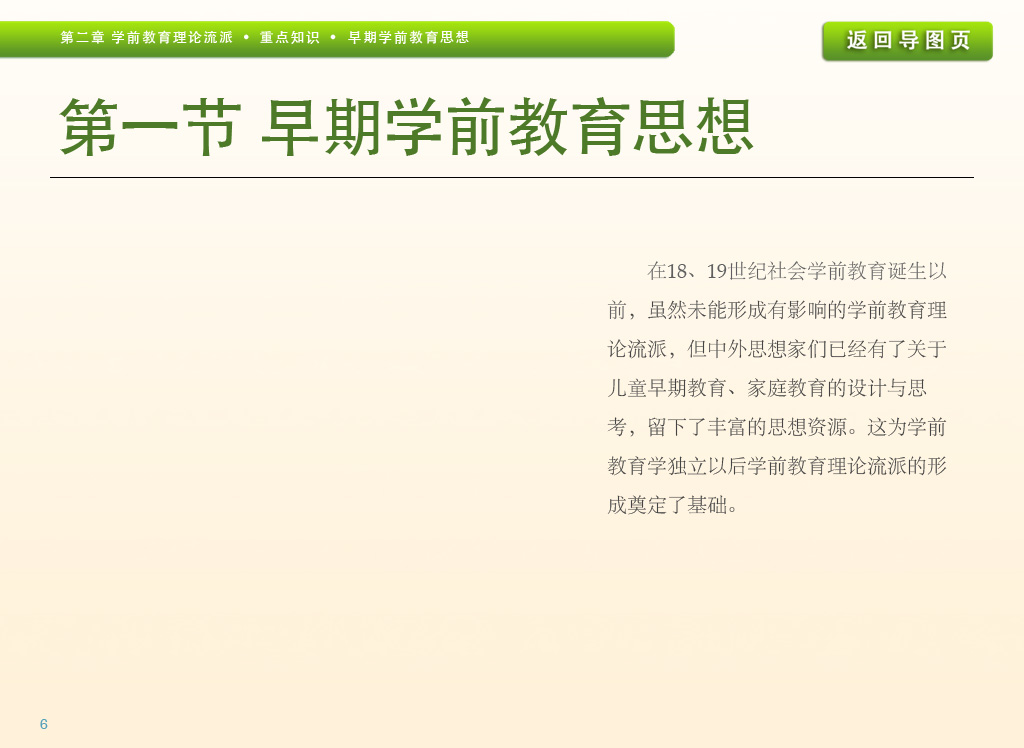 第二章 学前教育理论流派 • 重点知识 • 早期学前教育思想
返回导图页
第一节 早期学前教育思想
在18、19世纪社会学前教育诞生以
前，虽然未能形成有影响的学前教育理
论流派，但中外思想家们已经有了关于
儿童早期教育、家庭教育的设计与思
考，留下了丰富的思想资源。这为学前
教育学独立以后学前教育理论流派的形
成奠定了基础。
6